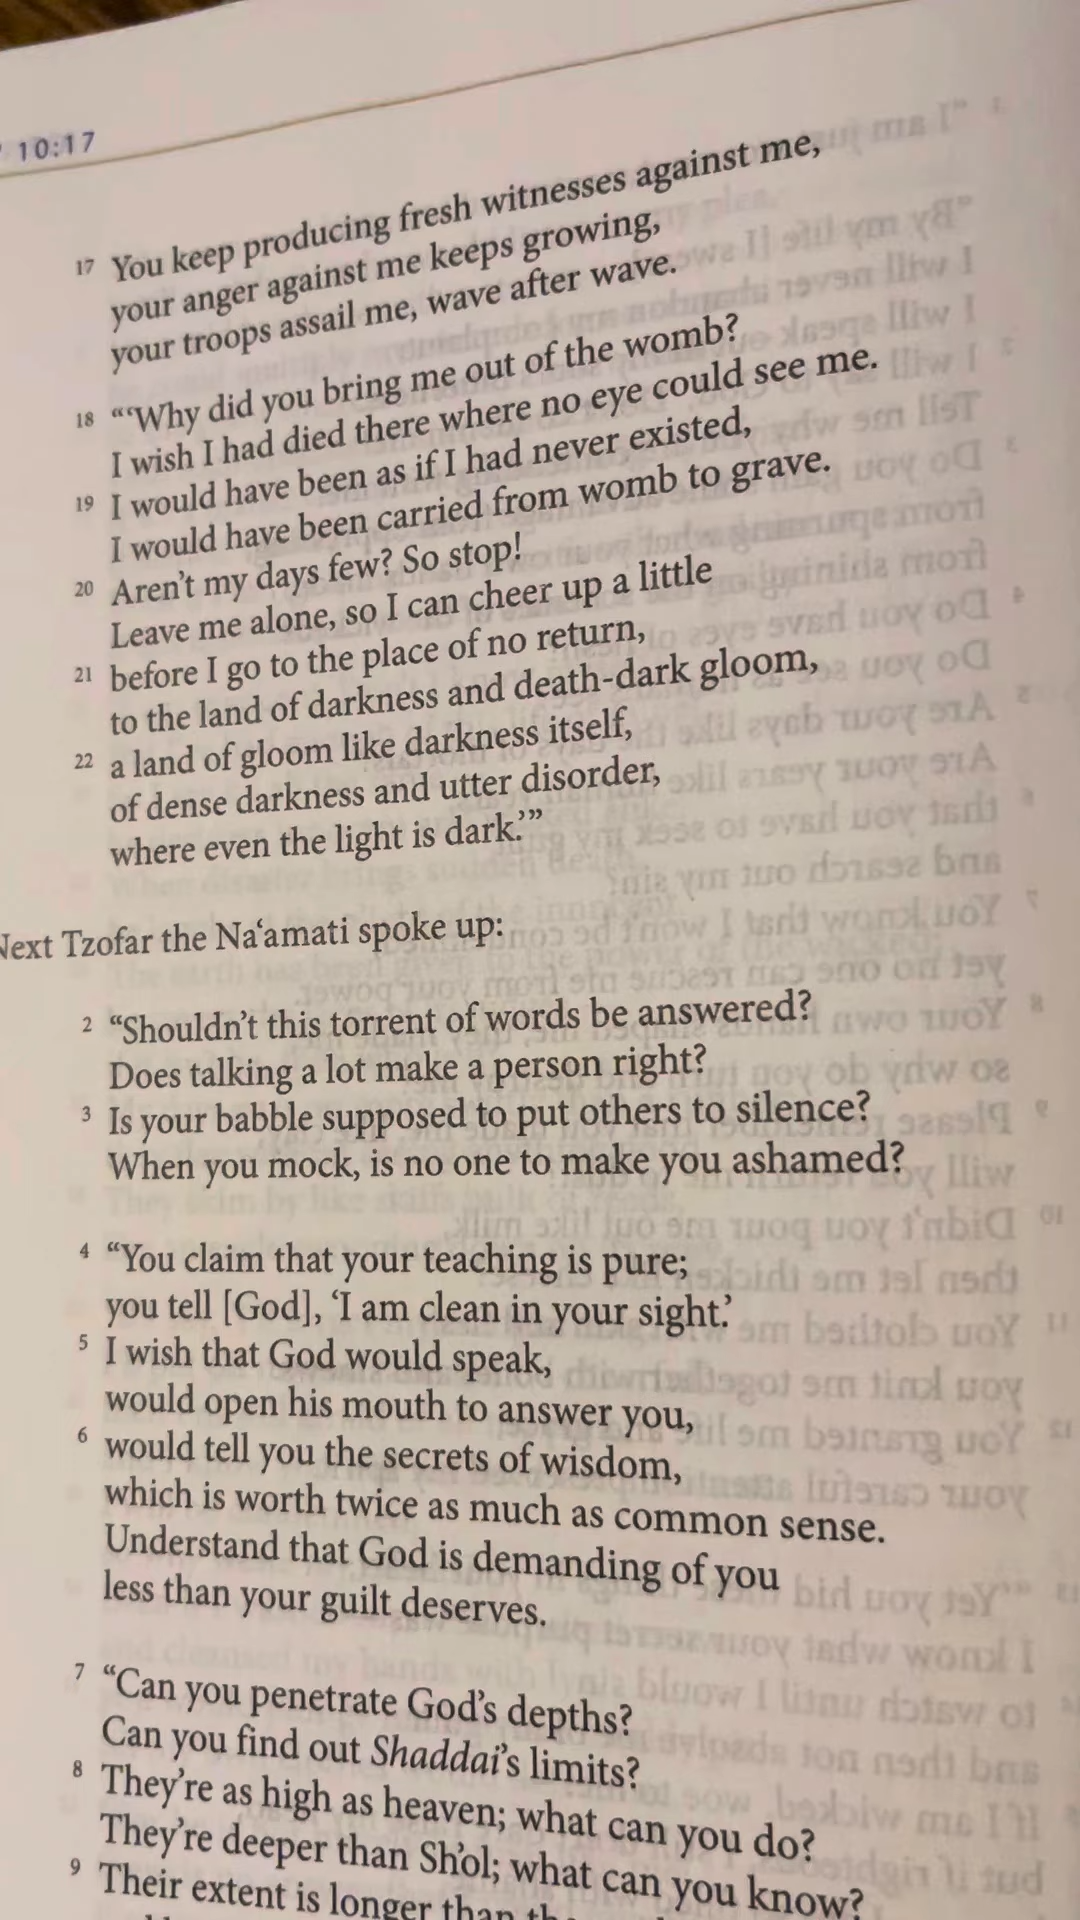 10:17
17 You keep producing fresh witnesses against me,
your anger against me keeps growing,
your troops assail me, wave after wave.
18 “‘Why did you bring me out of the womb?
I wish I had died there where no eye could see me.
19 I would have been as if I had never existed,
I would have been carried from womb to grave.
20 Aren’t my days few? So stop!
Leave me alone, so I can cheer up a little
21 before I go to the place of no return,
to the land of darkness and death-dark gloom,
22 a land of gloom like darkness itself,
of dense darkness and utter disorder,
where even the light is dark.’”
Next Tzofar the Na‘amati spoke up:
2 “Shouldn’t this torrent of words be answered?
Does talking a lot make a person right?
3 Is your babble supposed to put others to silence?
When you mock, is no one to make you ashamed?
4 “You claim that your teaching is pure;
you tell [God], ‘I am clean in your sight.’
5 I wish that God would speak,
would open his mouth to answer you,
6 would tell you the secrets of wisdom,
which is worth twice as much as common sense.
Understand that God is demanding of you
less than your guilt deserves.
7 “Can you penetrate God’s depths?
Can you find out Shaddai’s limits?
8 They’re as high as heaven; what can you do?
They’re deeper than Sh’ol; what can you know?
9 Their extent is longer than